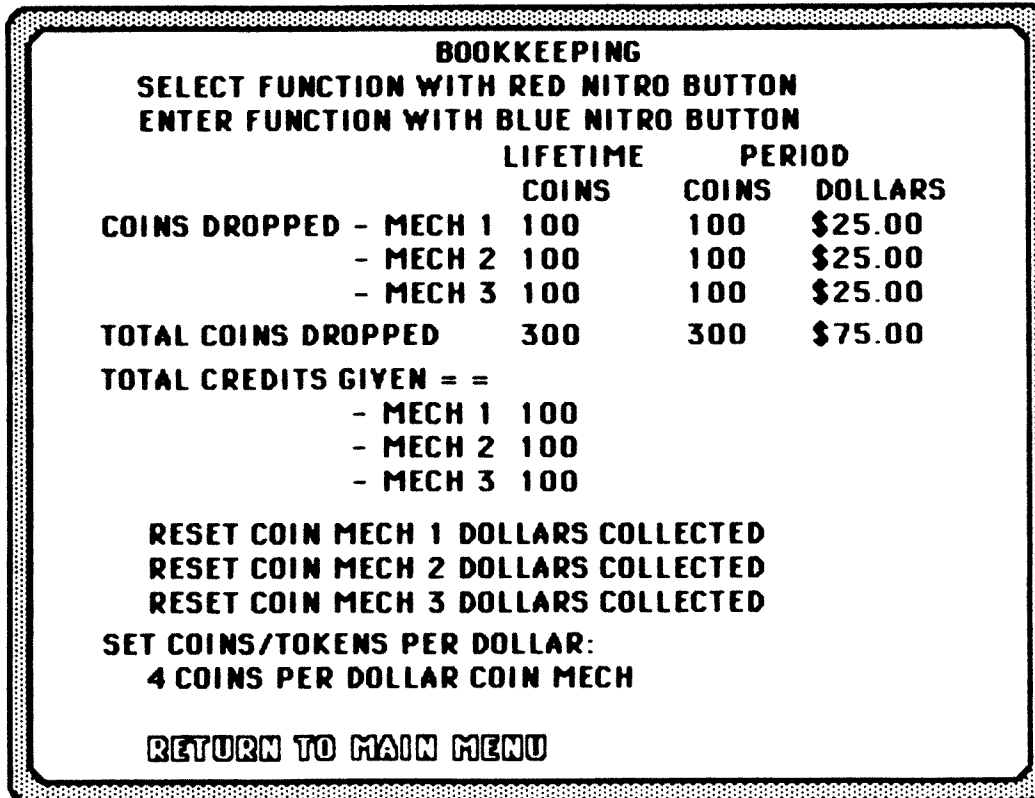 BOOKKEEPING
SELECT FUNCTION WITH RED NITRO BUTTON
ENTER FUNCTION WITH BLUE NITRO BUTTON
LIFETIME PERIOD
COINS COINS DOLLARS
COINS DROPPED - MECH 1 100 100 $25.00
- MECH 2 100 100 $25.00
- MECH 3 100 100 $25.00
TOTAL COINS DROPPED 300 300 $75.00
TOTAL CREDITS GIVEN = =
- MECH 1 100
- MECH 2 100
- MECH 3 100
RESET COIN MECH 1 DOLLARS COLLECTED
RESET COIN MECH 2 DOLLARS COLLECTED
RESET COIN MECH 3 DOLLARS COLLECTED
SET COINS/TOKENS PER DOLLAR:
4 COINS PER DOLLAR COIN MECH
RETURN TO MAIN MENU